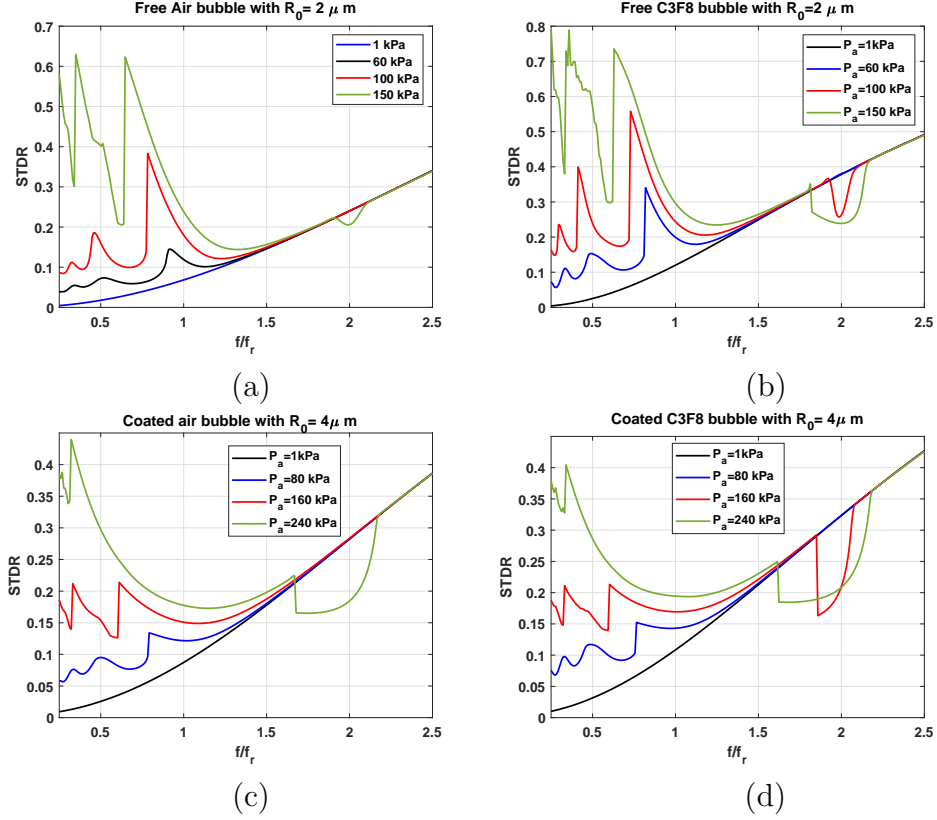 Free Air bubble with R0= 2 μ m
STDR
0.7
0.6
0.5
0.4
0.3
0.2
0.1
0
1 kPa
60 kPa
100 kPa
150 kPa
0.5 1 1.5 2 2.5
f/fr
(a)
Free C3F8 bubble with R0=2 μ m
STDR
0.8
0.7
0.6
0.5
0.4
0.3
0.2
0.1
0
Pa=1kPa
Pa=60 kPa
Pa=100 kPa
Pa=150 kPa
0.5 1 1.5 2 2.5
f/fr
(b)
Coated air bubble with R0= 4μ m
STDR
0.4
0.35
0.3
0.25
0.2
0.15
0.1
0.05
0
Pa=1kPa
Pa=80 kPa
Pa=160 kPa
Pa=240 kPa
0.5 1 1.5 2 2.5
f/fr
(c)
Coated C3F8 bubble with R0= 4μ m
STDR
0.4
0.35
0.3
0.25
0.2
0.15
0.1
0.05
0
Pa=1kPa
Pa=80 kPa
Pa=160 kPa
Pa=240 kPa
0.5 1 1.5 2 2.5
f/fr
(d)